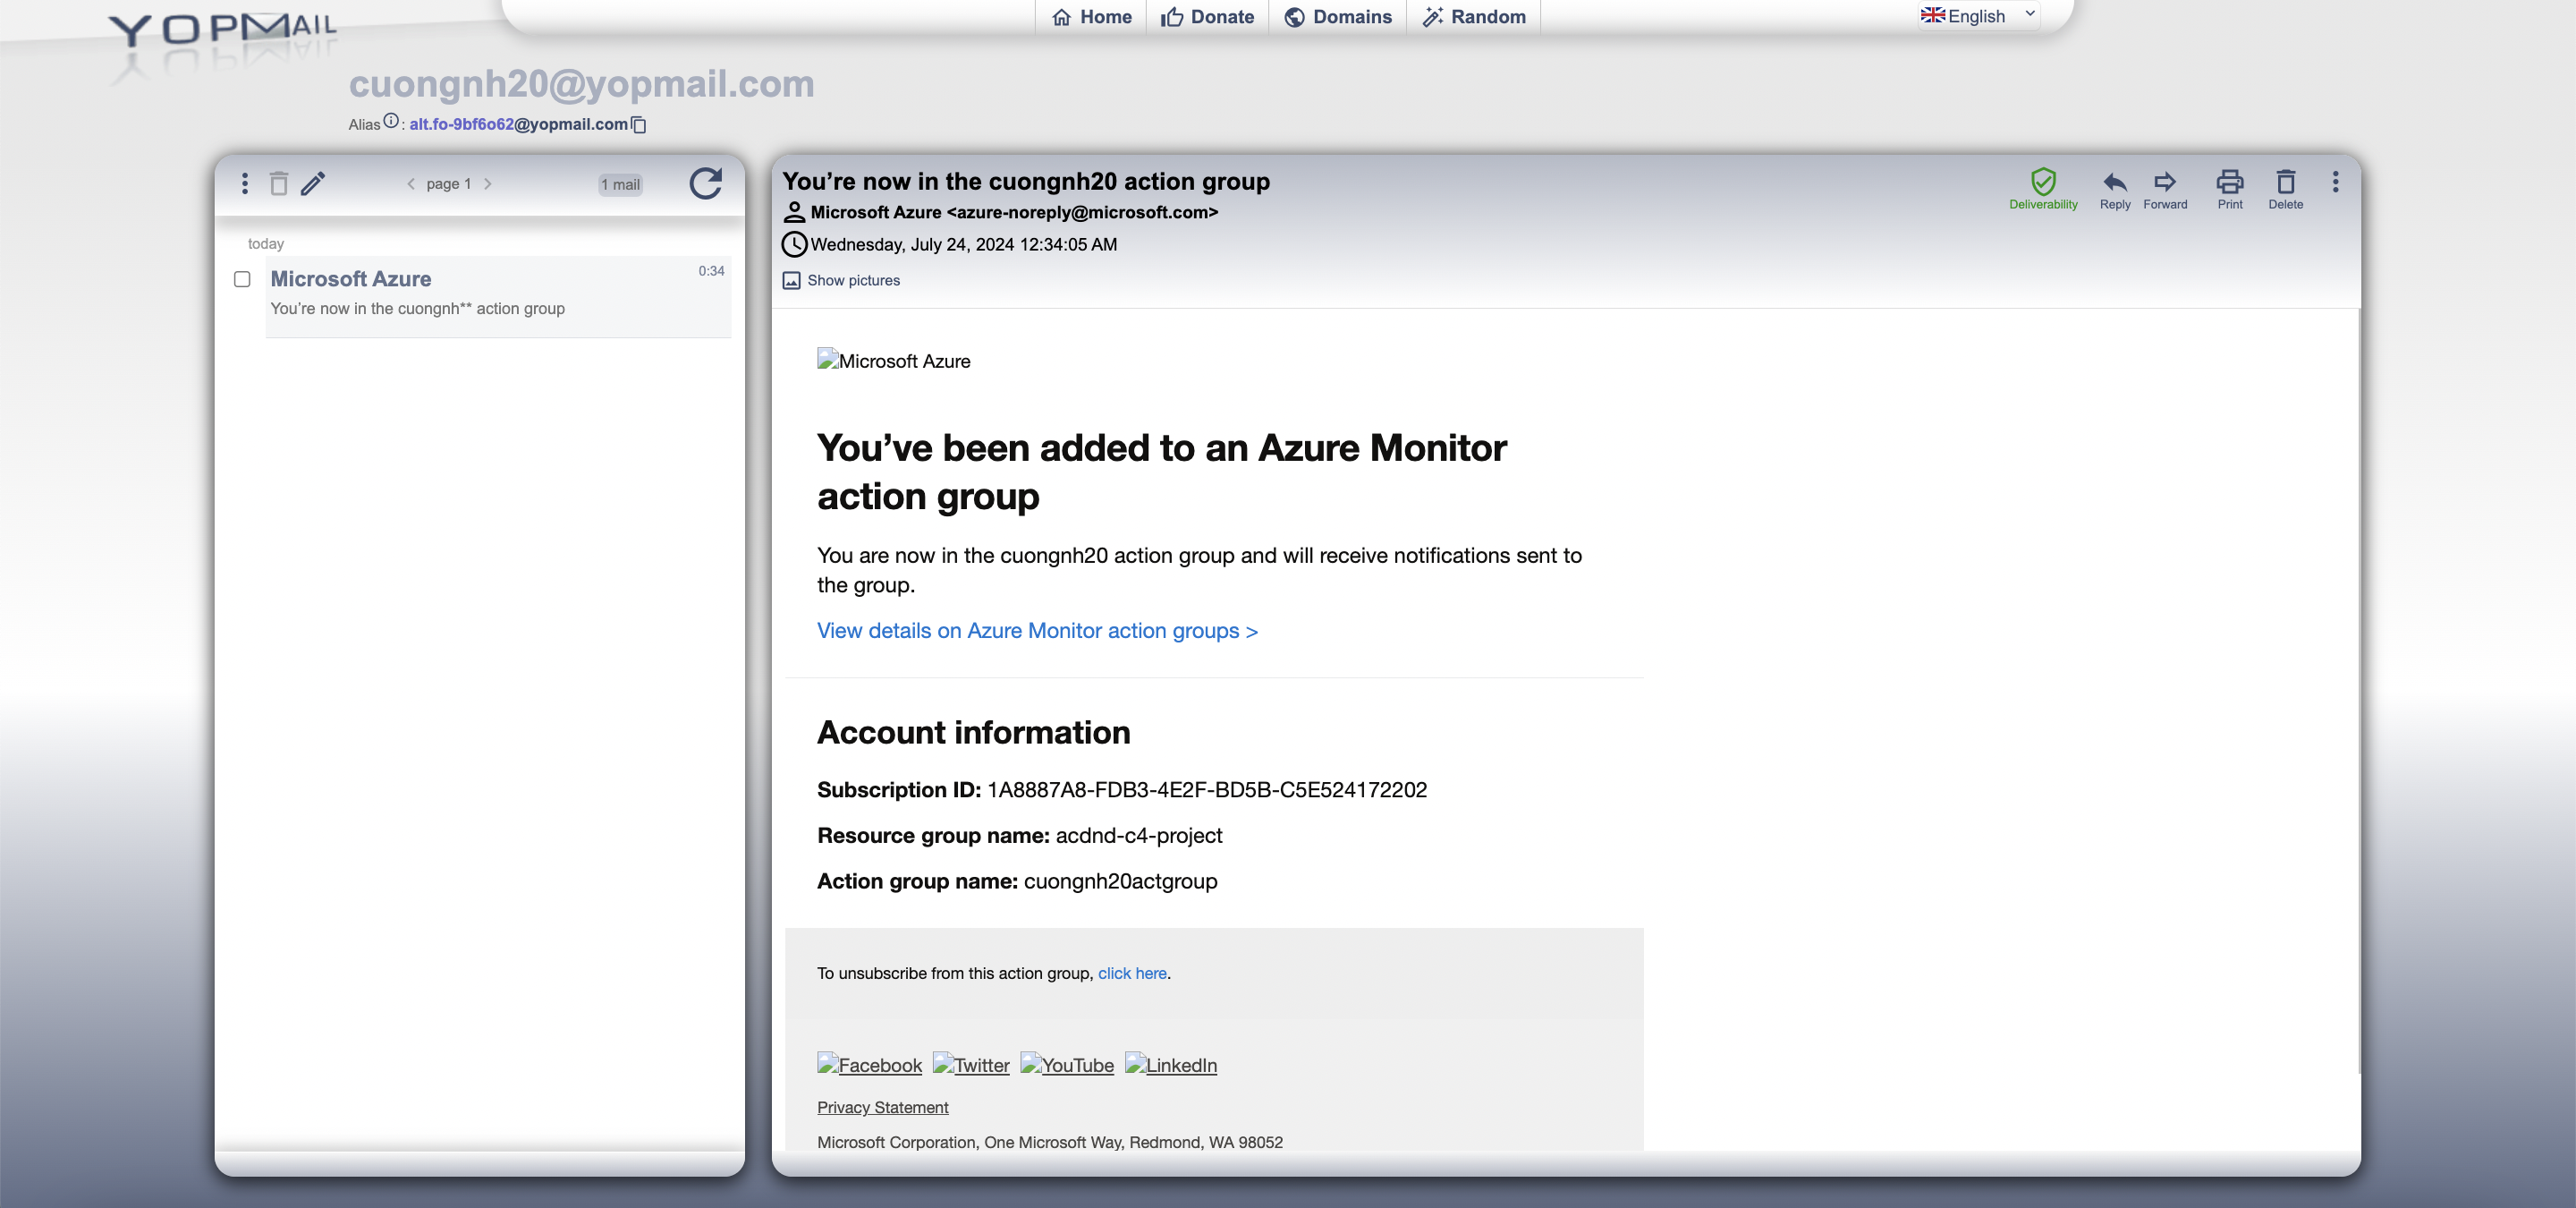 YOPMAIL
Home
Donate
Domains
Random
English
cuongnh20@yopmail.com
Alias : alt.fo-9bf6o62@yopmail.com
page 1
1 mail
today
Microsoft Azure
0:34
You're now in the cuongnh** action group
You’re now in the cuongnh20 action group
Microsoft Azure <azure-noreply@microsoft.com>
Wednesday, July 24, 2024 12:34:05 AM
Show pictures
Deliverability
Reply
Forward
Print
Delete
Microsoft Azure
You’ve been added to an Azure Monitor
action group
You are now in the cuongnh20 action group and will receive notifications sent to
the group.
View details on Azure Monitor action groups >
Account information
Subscription ID: 1A8887A8-FDB3-4E2F-BD5B-C5E524172202
Resource group name: acdnd-c4-project
Action group name: cuongnh20actgroup
To unsubscribe from this action group, click here.
Facebook Twitter YouTube LinkedIn
Privacy Statement
Microsoft Corporation, One Microsoft Way, Redmond, WA 98052